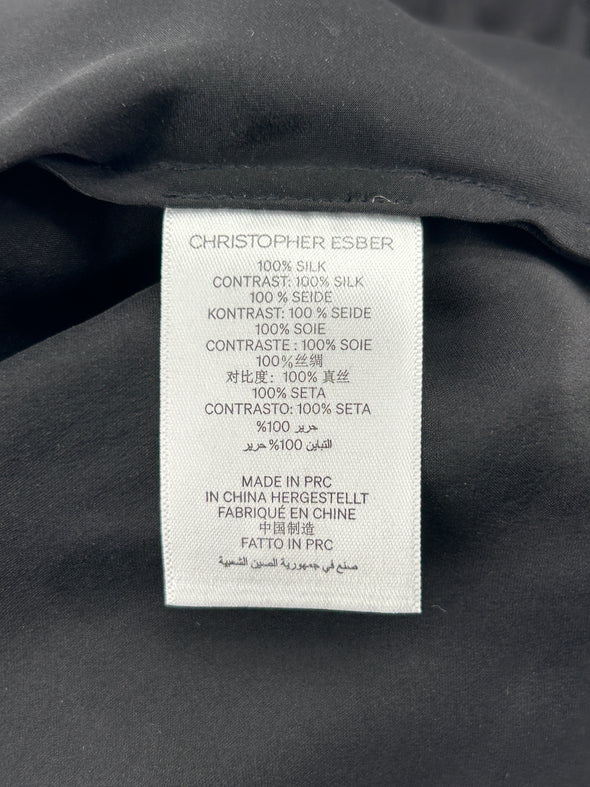 CHRISTOPHER ESBER
100% SILK
CONTRAST: 100% SILK
100 % SEIDE
KONTRAST: 100 % SEIDE
100% SOIE
CONTRASTE : 100% SOIE
100%丝绸
对比度：100% 真丝
100% SETA
CONTRASTO: 100% SETA
حرير 100%
التباين 100% حرير
MADE IN PRC
IN CHINA HERGESTELLT
FABRIQUÉ EN CHINE
中国制造
FATTO IN PRC
صنع في جمهورية الصين الشعبية